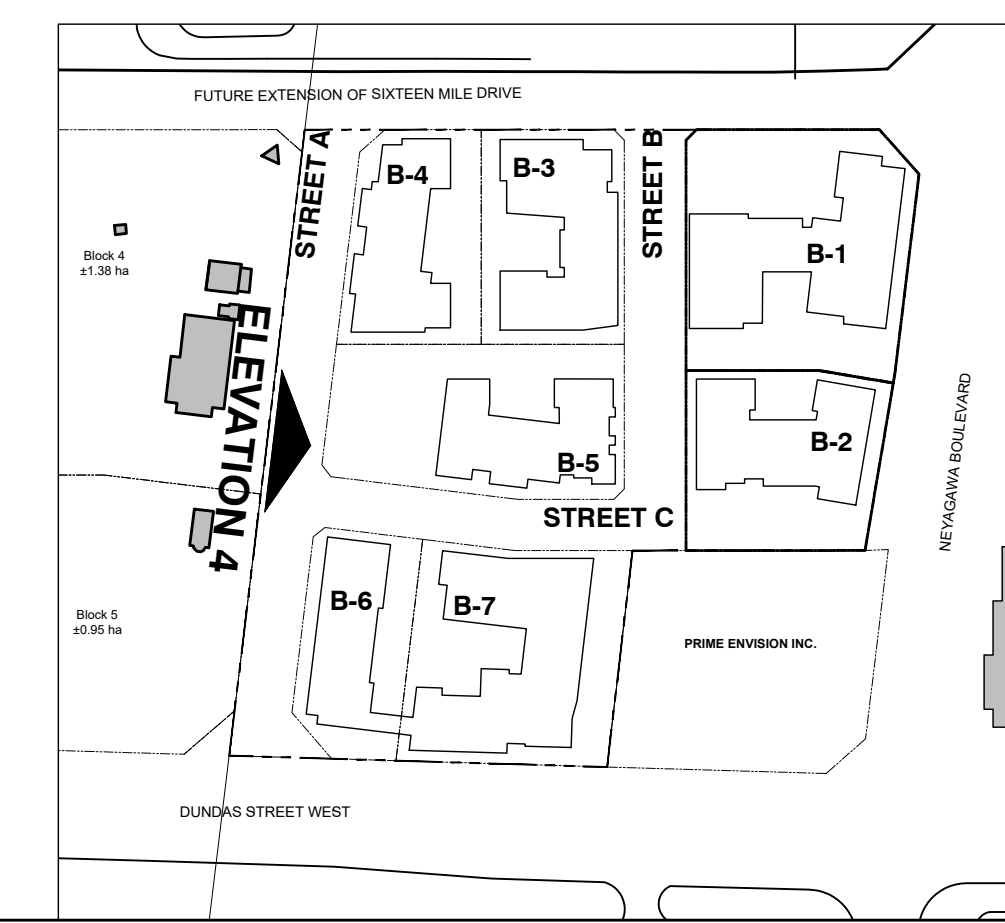 FUTURE EXTENSION OF SIXTEEN MILE DRIVE
STREET A
B-4
B-3
STREET B
B-1
Block 4
±1.38 ha
ELEVATION 4
B-2
B-5
NEYAGAWA BOULEVARD
STREET C
B-6
B-7
Block 5
±0.95 ha
PRIME ENVISION INC.
DUNDAS STREET WEST